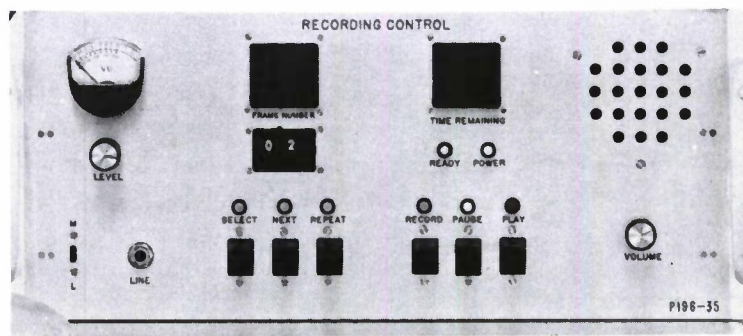 RECORDING CONTROL
VU
FRAME NUMBER
TIME REMAINING
0 2
LEVEL
READY POWER
SELECT NEXT REPEAT
RECORD PAUSE PLAY
M
L
LINE
VOLUME
P196-35